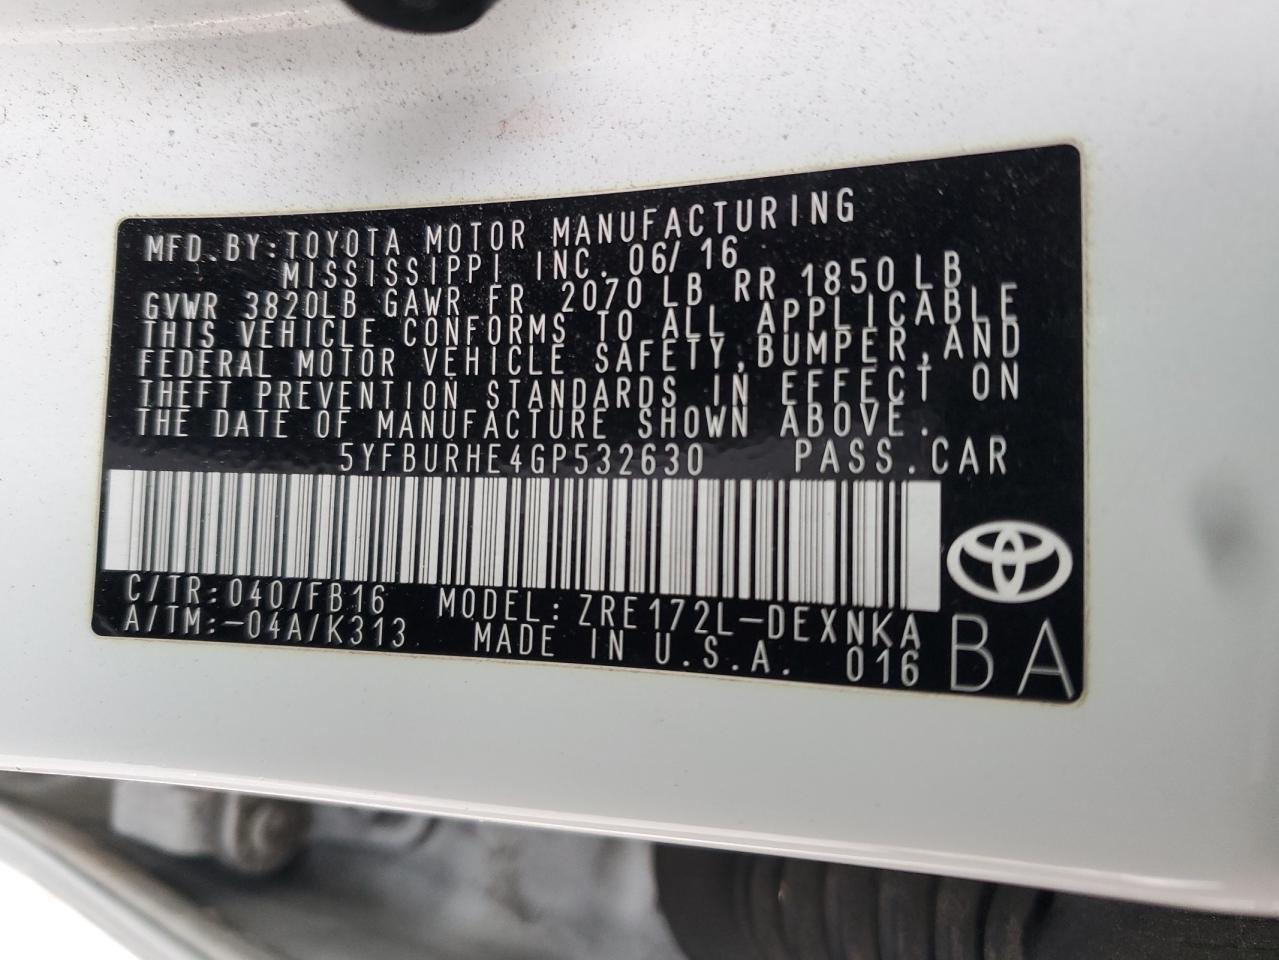 MFD.BY:TOYOTA MOTOR MANUFACTURING
MISSISSIPPI INC. 06/16
GVWR 3820LB GAWR FR 2070 LB RR 1850 LB
THIS VEHICLE CONFORMS TO ALL APPLICABLE
FEDERAL MOTOR VEHICLE SAFETY,BUMPER,AND
THEFT PREVENTION STANDARDS IN EFFECT ON
THE DATE OF MANUFACTURE SHOWN ABOVE.
5YFBURHE4GP532630 PASS.CAR
C/TR:040/FB16 MODEL:ZRE172L-DEXNKA
A/TM:-04A/K313 MADE IN U.S.A. 016 BA